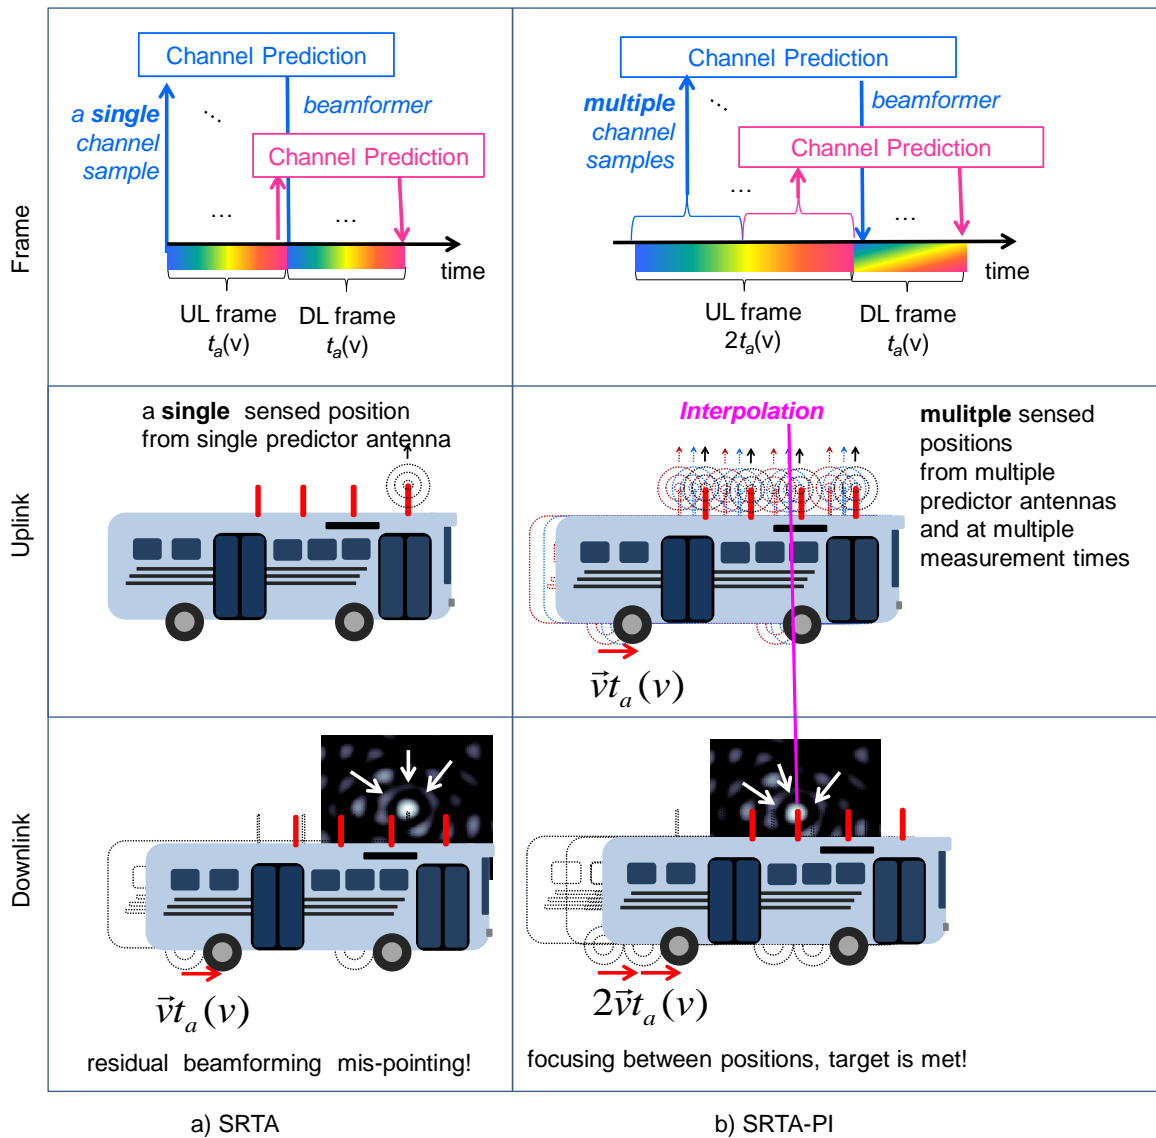 Frame
Channel Prediction
a single
channel
sample
beamformer
Channel Prediction
...
...
...
time
UL frame
tₐ(v)
DL frame
tₐ(v)
Channel Prediction
multiple
channel
samples
beamformer
Channel Prediction
...
...
...
time
UL frame
2tₐ(v)
DL frame
tₐ(v)
Uplink
a single sensed position
from single predictor antenna
Interpolation
mulitple sensed
positions
from multiple
predictor antennas
and at multiple
measurement times
v⃗tₐ(v)
Downlink
v⃗tₐ(v)
residual beamforming mis-pointing!
2v⃗tₐ(v)
focusing between positions, target is met!
a) SRTA
b) SRTA-PI